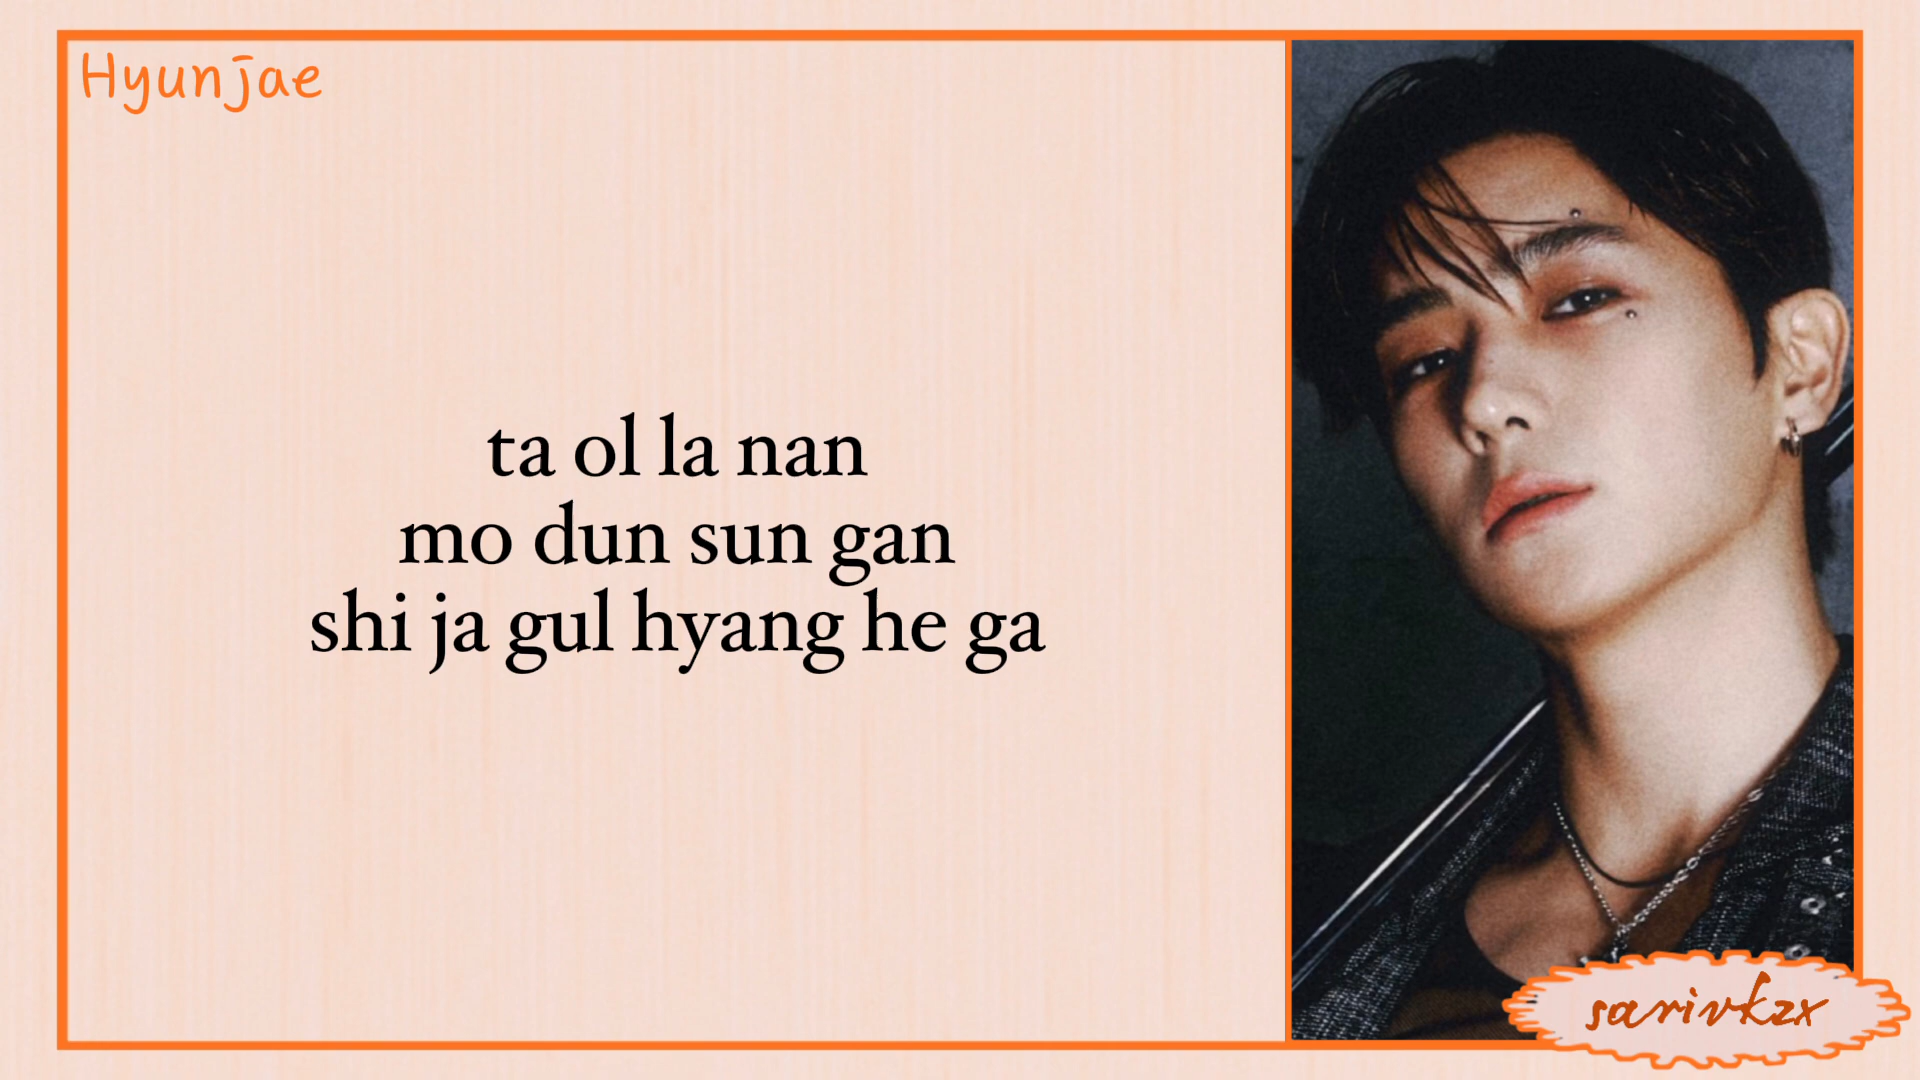 Hyunjae
ta ol la nan
mo dun sun gan
shi ja gul hyang he ga
sarivkzx